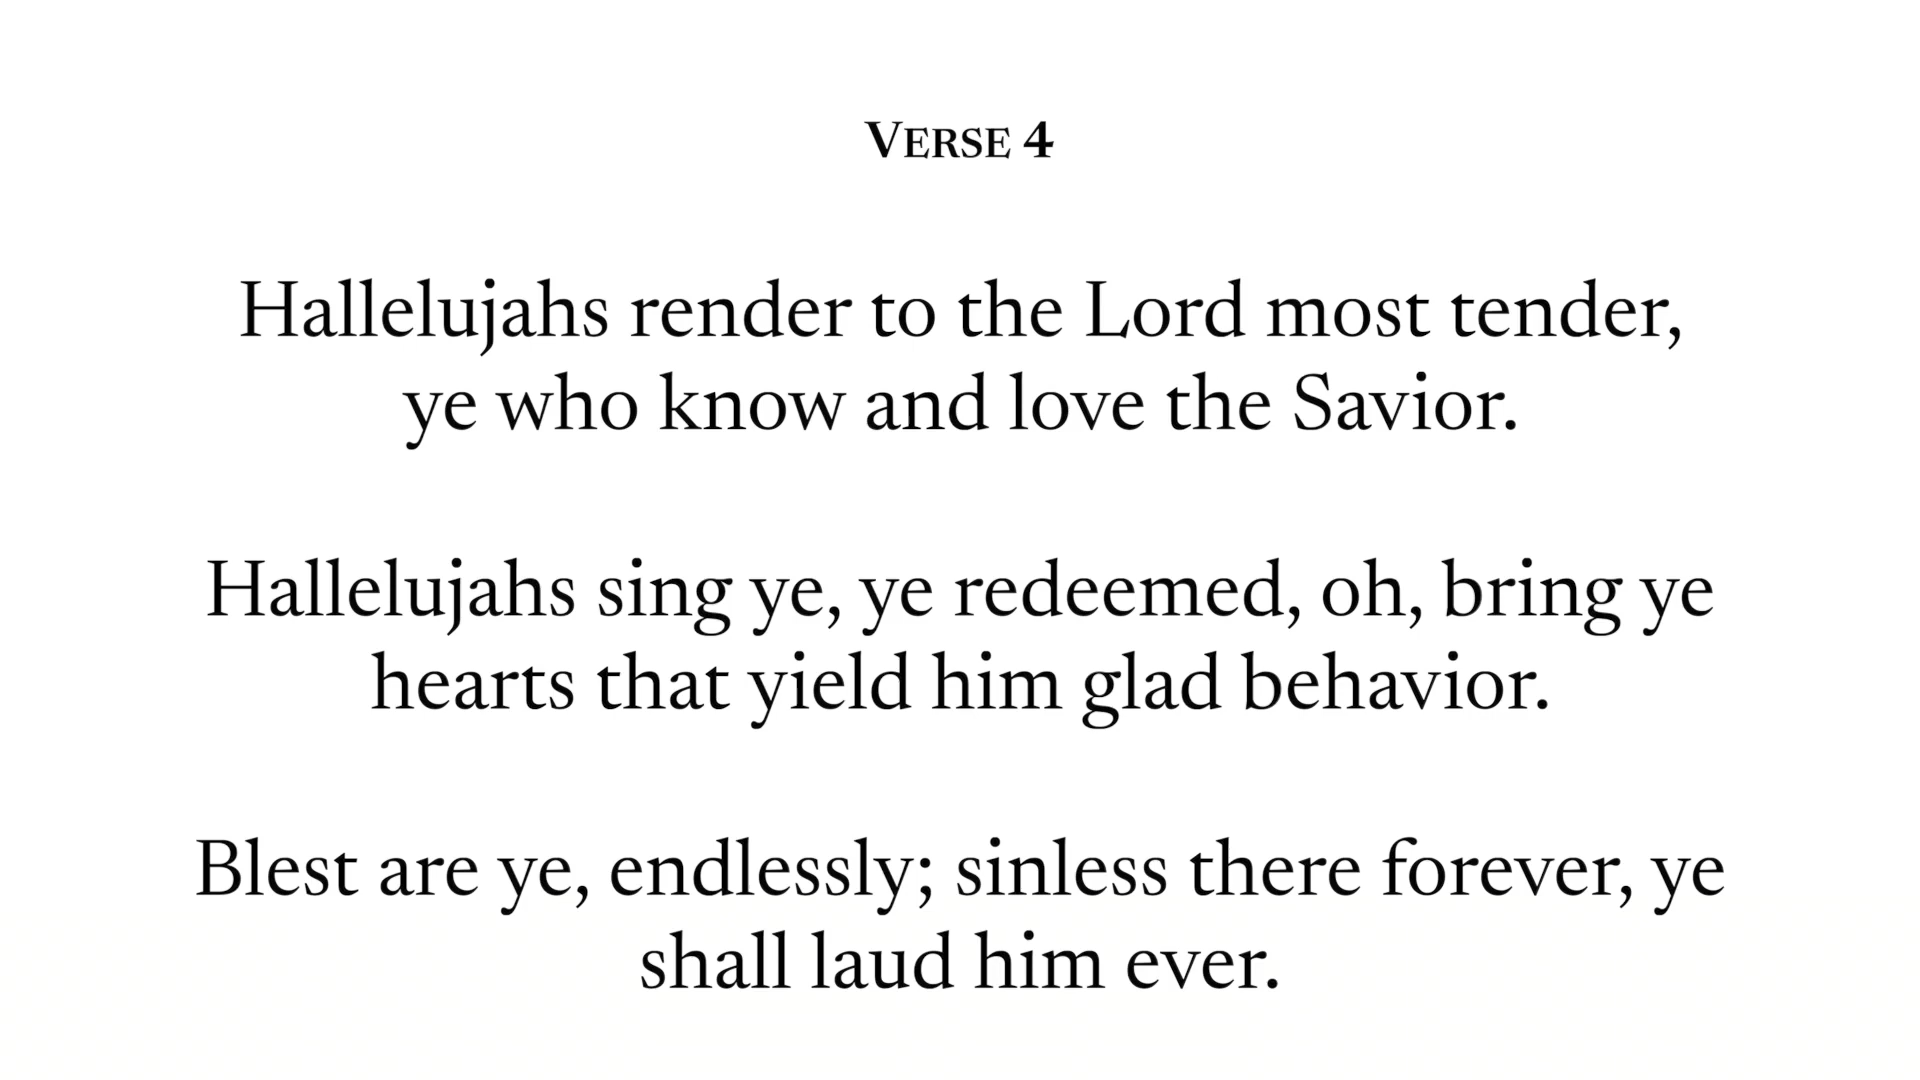 Verse 4
Hallelujahs render to the Lord most tender,
ye who know and love the Savior.
Hallelujahs sing ye, ye redeemed, oh, bring ye
hearts that yield him glad behavior.
Blest are ye, endlessly; sinless there forever, ye
shall laud him ever.